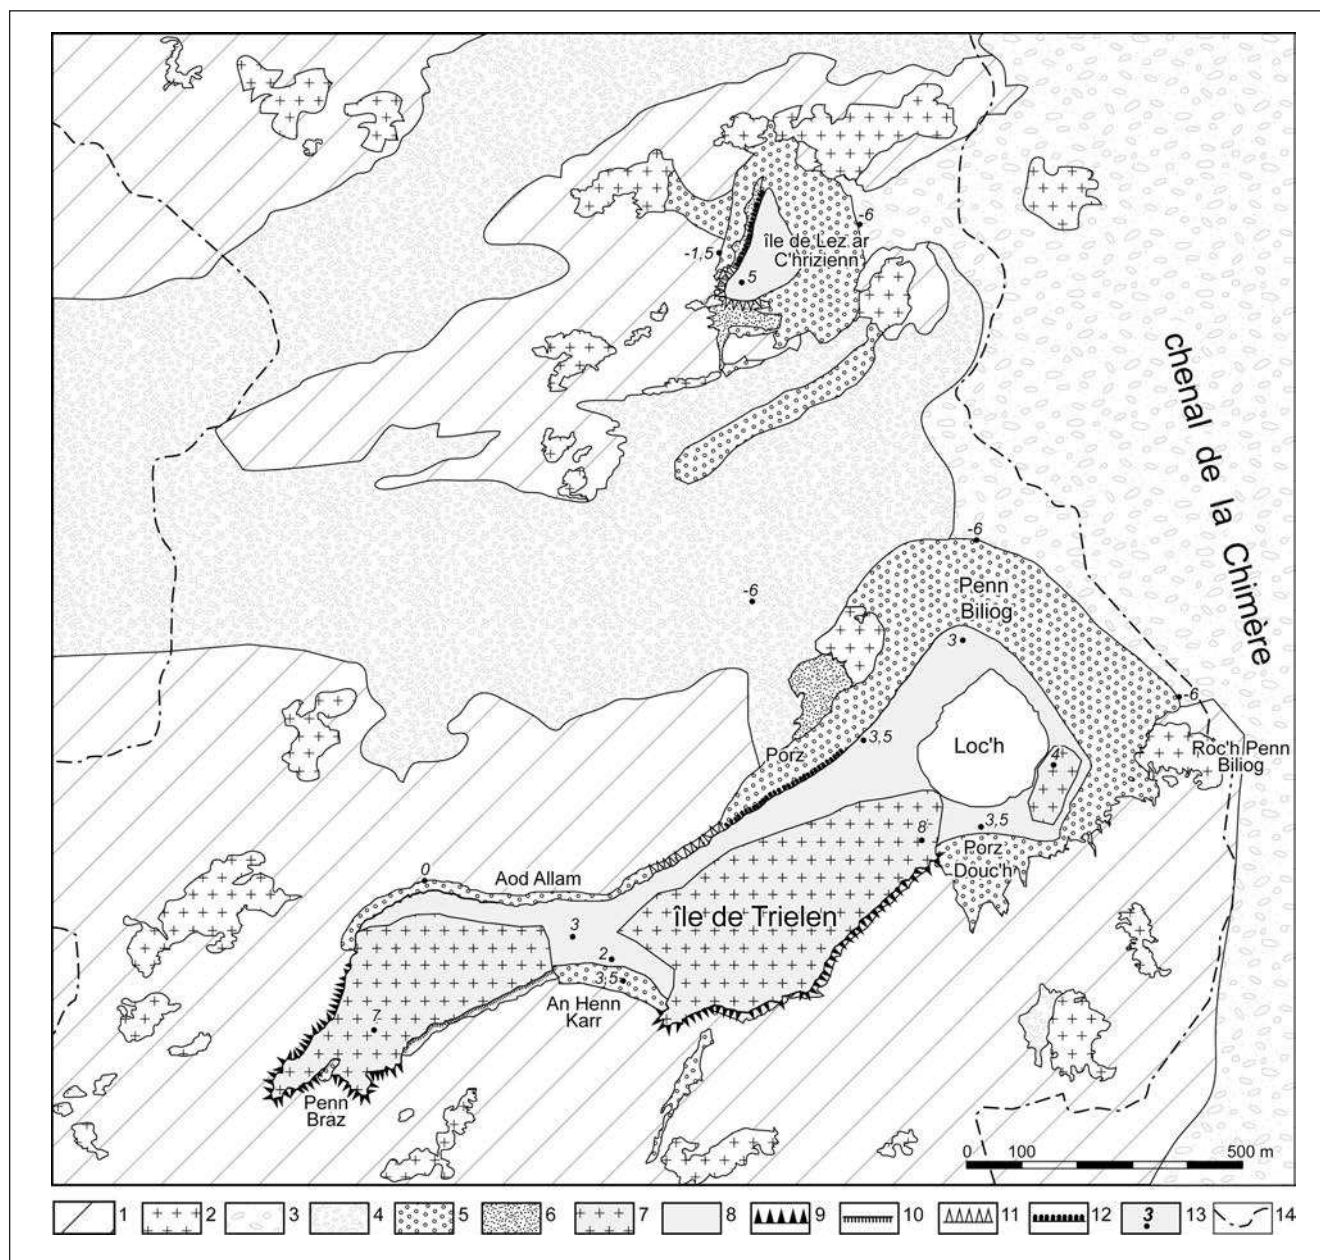 -6
île de Lez ar
C'hrizienn
-1,5
5
chenal de la Chimère
-6
Penn
Biliog
-6
3
-6
Porz
3,5
Loc'h
Roc'h Penn
Biliog
4
8
3,5
Porz
Douc'h
0
Aod Allam
île de Trielen
3
2
3,5
An Henn
Karr
7
Penn
Braz
0 100 500 m
1 2 3 4 5 6 7 8 9 10 11 12 3 13 14